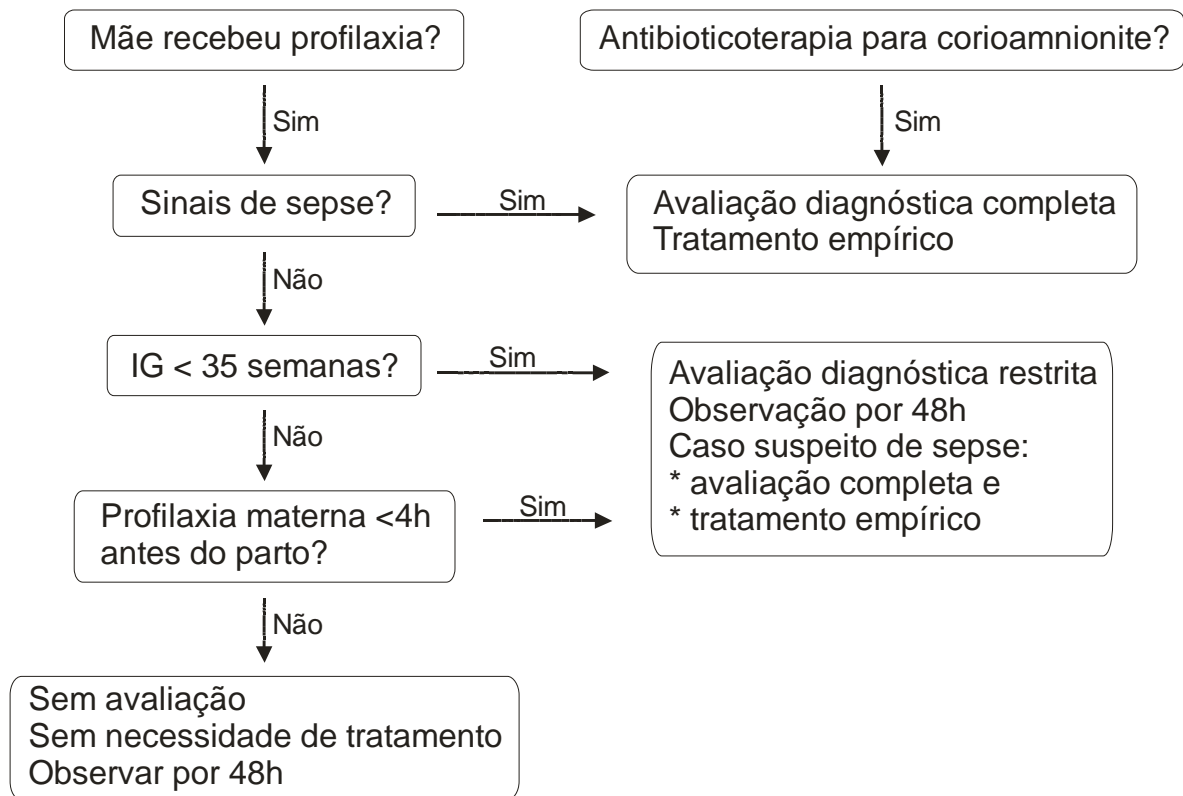 Mãe recebeu profilaxia?
Antibioticoterapia para corioamnionite?
Sim
Sim
Sinais de sepse?
Sim
Avaliação diagnóstica completa
Tratamento empírico
Não
IG < 35 semanas?
Sim
Avaliação diagnóstica restrita
Observação por 48h
Caso suspeito de sepse:
* avaliação completa e
* tratamento empírico
Não
Profilaxia materna <4h
antes do parto?
Sim
Não
Sem avaliação
Sem necessidade de tratamento
Observar por 48h